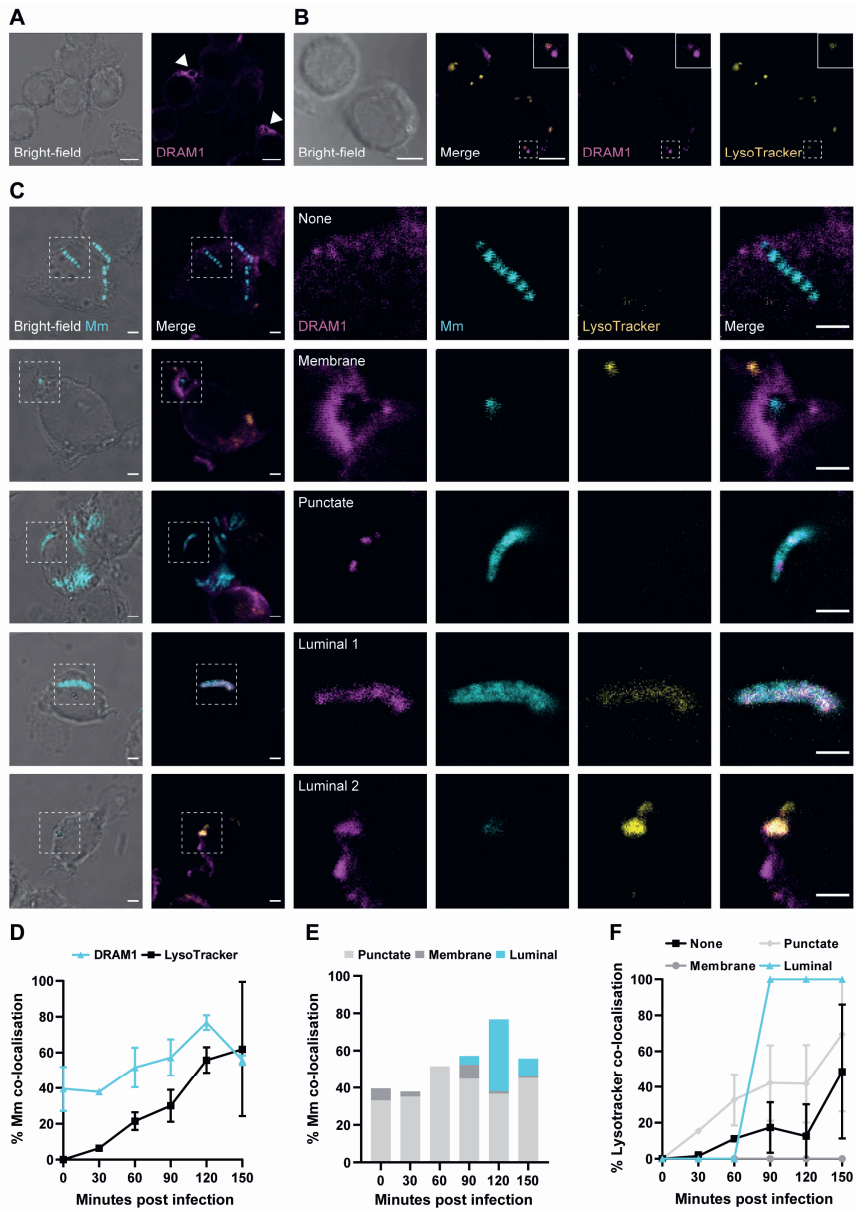 A
B
Bright-field
DRAM1
Bright-field
Merge
DRAM1
LysoTracker
C
Bright-field Mm
Merge
None
DRAM1
Mm
LysoTracker
Merge
Membrane
Punctate
Luminal 1
Luminal 2
D
DRAM1 LysoTracker
% Mm co-localisation
100
80
60
40
20
0
0 30 60 90 120 150
Minutes post infection
E
Punctate Membrane Luminal
% Mm co-localisation
100
80
60
40
20
0
0 30 60 90 120 150
Minutes post infection
F
None Punctate
Membrane Luminal
% Lysotracker co-localisation
100
80
60
40
20
0
0 30 60 90 120 150
Minutes post infection